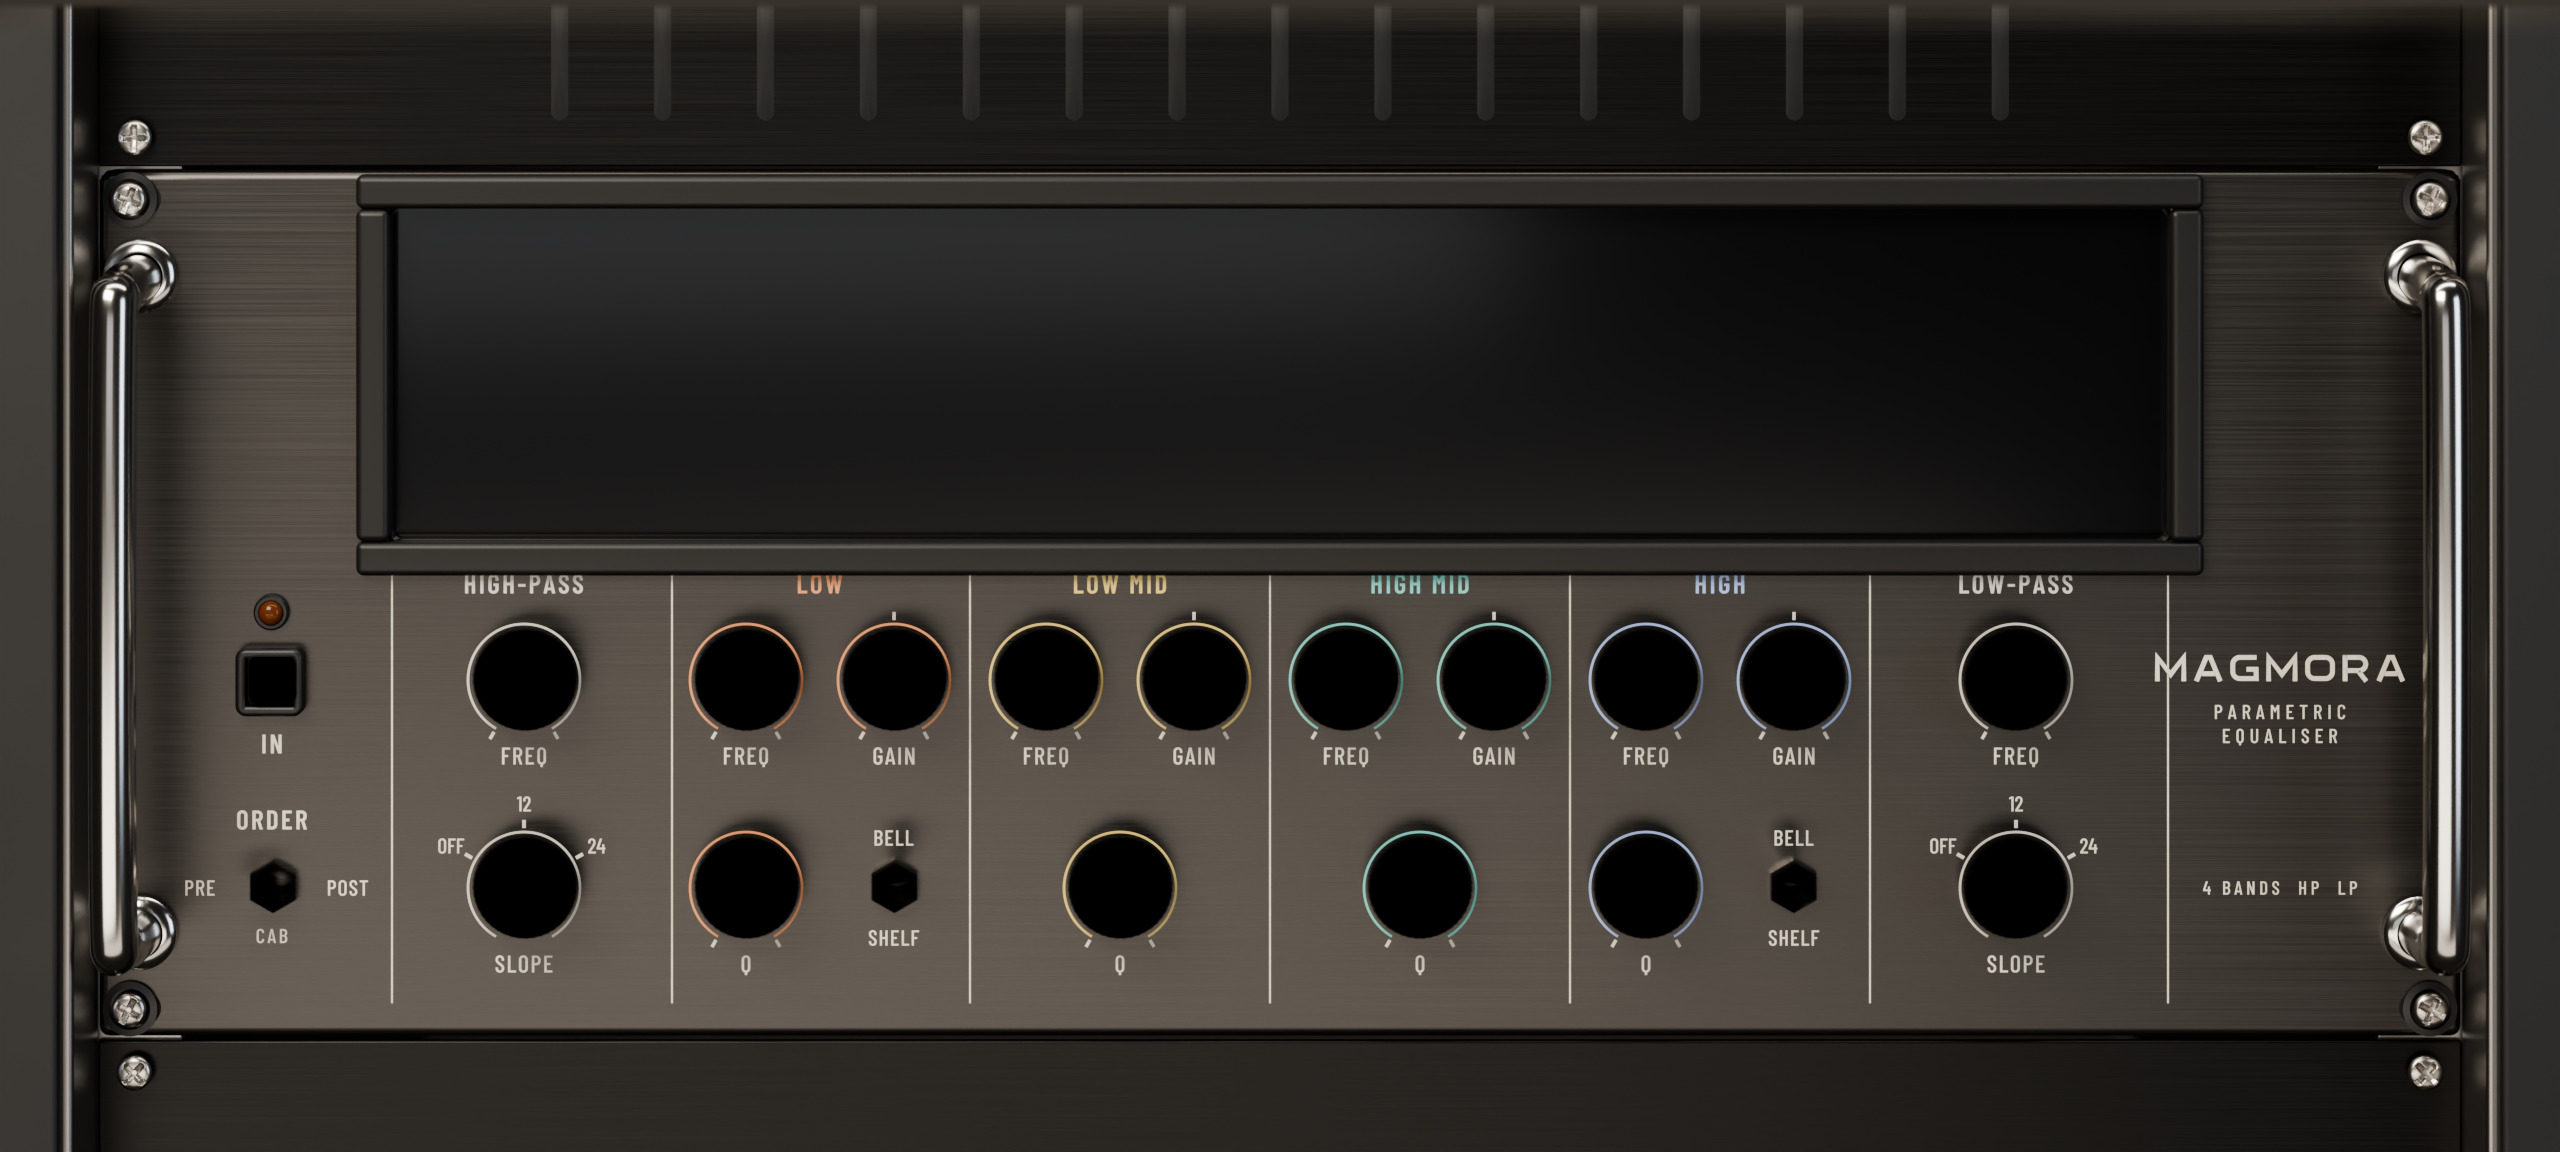 HIGH-PASS
LOW
LOW MID
HIGH MID
HIGH
LOW-PASS
IN
FREQ
FREQ
GAIN
FREQ
GAIN
FREQ
GAIN
FREQ
GAIN
FREQ
MAGMORA
PARAMETRIC
EQUALISER
ORDER
PRE
POST
CAB
OFF
12
24
SLOPE
Q
BELL
SHELF
Q
Q
Q
BELL
SHELF
OFF
12
24
SLOPE
4 BANDS HP LP